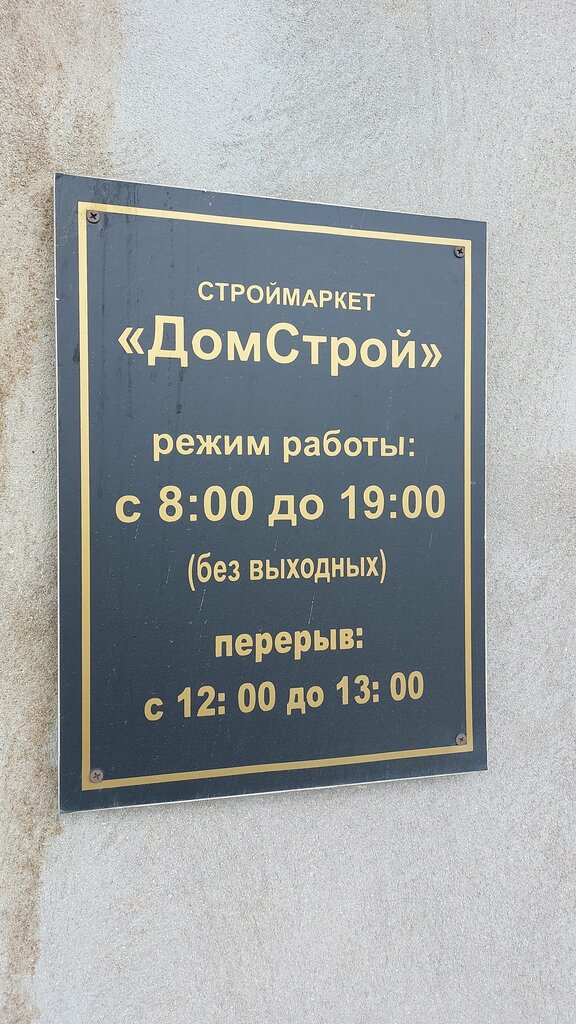 СТРОЙМАРКЕТ
«ДомСтрой»
режим работы:
с 8:00 до 19:00
(без выходных)
перерыв:
с 12: 00 до 13: 00